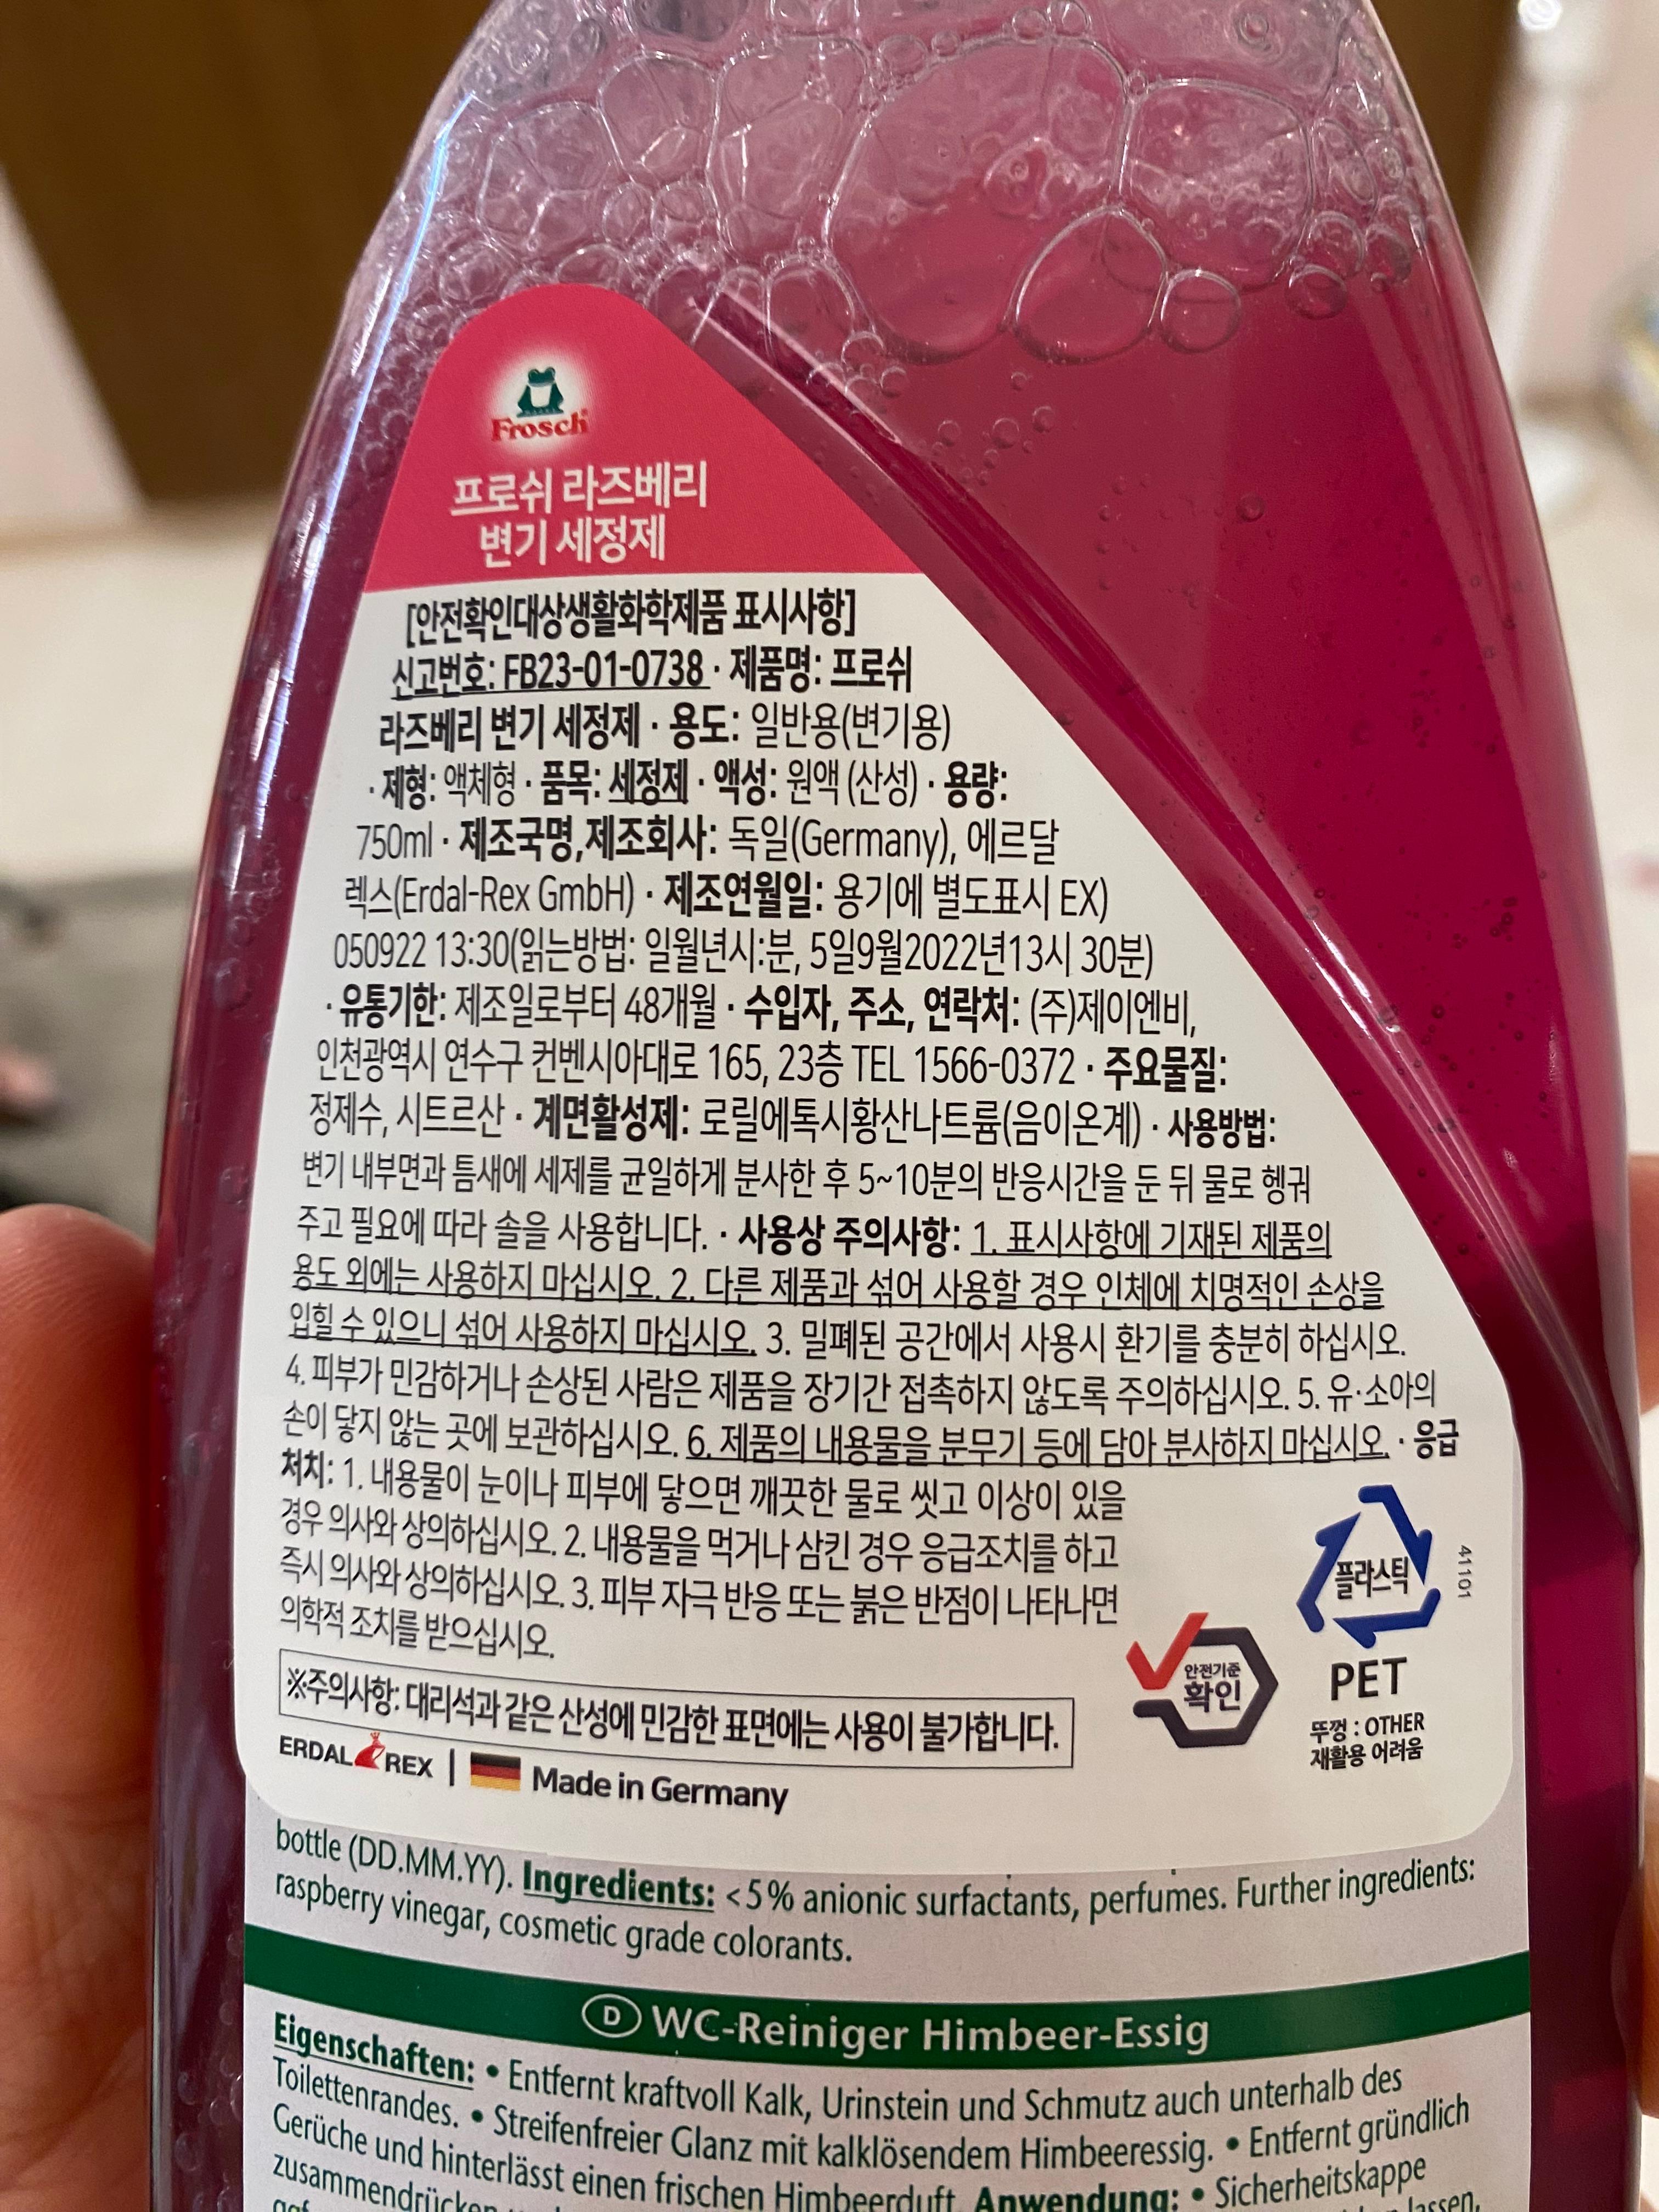 Frosch
프로쉬 라즈베리
변기 세정제
[안전확인대상생활화학제품 표시사항]
신고번호: FB23-01-0738 · 제품명: 프로쉬
라즈베리 변기 세정제 · 용도: 일반용(변기용)
· 제형: 액체형 · 품목: 세정제 · 액성: 원액 (산성) · 용량:
750ml · 제조국명,제조회사: 독일(Germany), 에르달
렉스(Erdal-Rex GmbH) · 제조연월일: 용기에 별도표시 EX)
050922 13:30(읽는방법: 일월년시:분, 5일9월2022년13시 30분)
· 유통기한: 제조일로부터 48개월 · 수입자, 주소, 연락처: (주)제이엔비,
인천광역시 연수구 컨벤시아대로 165, 23층 TEL 1566-0372 · 주요물질:
정제수, 시트르산 · 계면활성제: 로릴에톡시황산나트륨(음이온계) · 사용방법:
변기 내부면과 틈새에 세제를 균일하게 분사한 후 5~10분의 반응시간을 둔 뒤 물로 헹궈
주고 필요에 따라 솔을 사용합니다. · 사용상 주의사항: 1. 표시사항에 기재된 제품의
용도 외에는 사용하지 마십시오. 2. 다른 제품과 섞어 사용할 경우 인체에 치명적인 손상을
입힐 수 있으니 섞어 사용하지 마십시오. 3. 밀폐된 공간에서 사용시 환기를 충분히 하십시오.
4. 피부가 민감하거나 손상된 사람은 제품을 장기간 접촉하지 않도록 주의하십시오. 5. 유·소아의
손이 닿지 않는 곳에 보관하십시오. 6. 제품의 내용물을 분무기 등에 담아 분사하지 마십시오. · 응급
처치: 1. 내용물이 눈이나 피부에 닿으면 깨끗한 물로 씻고 이상이 있을
경우 의사와 상의하십시오. 2. 내용물을 먹거나 삼킨 경우 응급조치를 하고
즉시 의사와 상의하십시오. 3. 피부 자극 반응 또는 붉은 반점이 나타나면
의학적 조치를 받으십시오.
※주의사항: 대리석과 같은 산성에 민감한 표면에는 사용이 불가합니다.
ERDAL REX | Made in Germany
안전기준
확인
플라스틱
41101
PET
뚜껑 : OTHER
재활용 어려움
bottle (DD.MM.YY). Ingredients: <5% anionic surfactants, perfumes. Further ingredients:
raspberry vinegar, cosmetic grade colorants.
D WC-Reiniger Himbeer-Essig
Eigenschaften: • Entfernt kraftvoll Kalk, Urinstein und Schmutz auch unterhalb des
Toilettenrandes. • Streifenfreier Glanz mit kalklösendem Himbeeressig. • Entfernt gründlich
Gerüche und hinterlässt einen frischen Himbeerduft. Anwendung: • Sicherheitskappe
zusammendrücken
lassen,